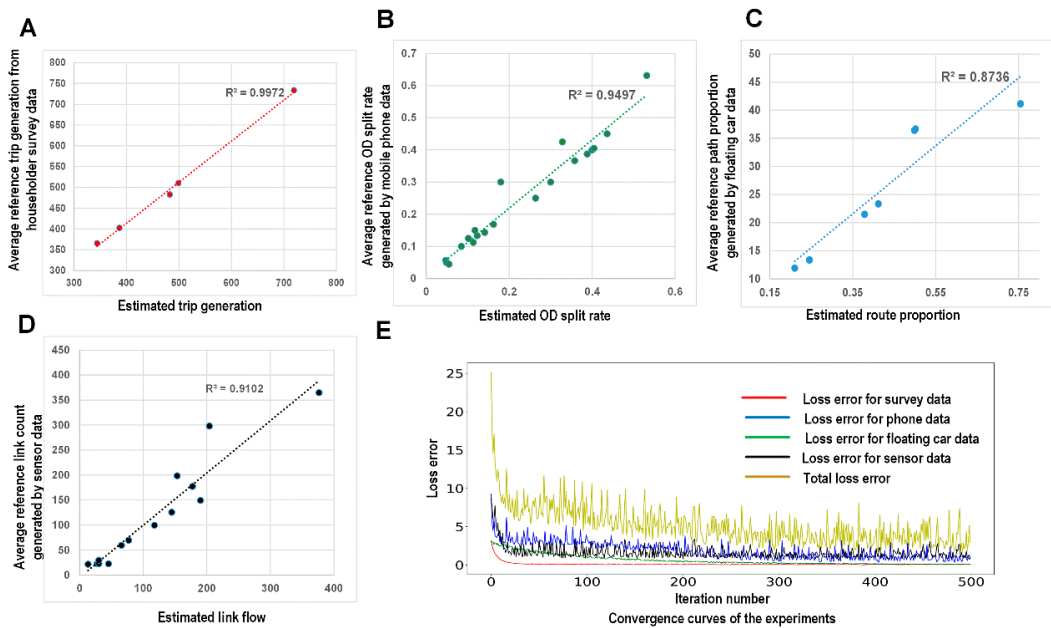 A
Average reference trip generation from
householder survey data
800
750
700
650
600
550
500
450
400
350
300
R² = 0.9972
300 400 500 600 700 800
Estimated trip generation
B
Average reference OD split rate
generated by mobile phone data
0.7
0.6
0.5
0.4
0.3
0.2
0.1
0
R² = 0.9497
0 0.2 0.4 0.6
Estimated OD split rate
C
Average reference path proportion
generated by floating car data
50
45
40
35
30
25
20
15
10
R² = 0.8736
0.15 0.35 0.55 0.75
Estimated route proportion
D
Average reference link count
generated by sensor data
450
400
350
300
250
200
150
100
50
0
R² = 0.9102
0 100 200 300 400
Estimated link flow
E
Loss error
25
20
15
10
5
0
Loss error for survey data
Loss error for phone data
Loss error for floating car data
Loss error for sensor data
Total loss error
0 100 200 300 400 500
Iteration number
Convergence curves of the experiments